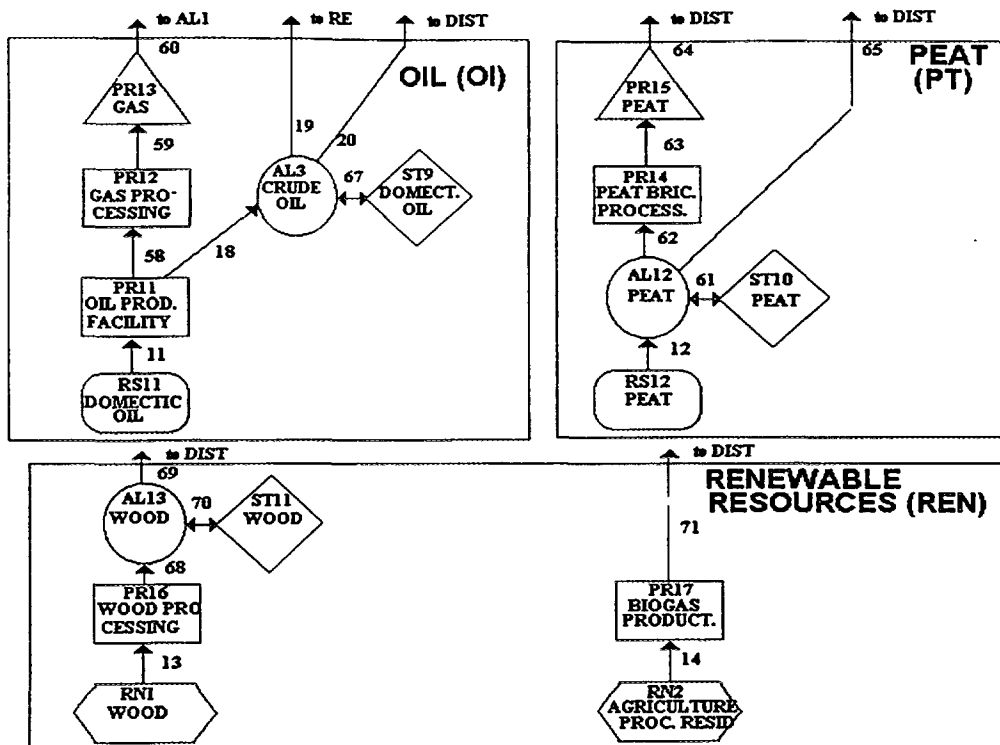 to AL1
to RE
to DIST
60
OIL (OI)
PR13
GAS
59
19
20
AL3
CRUDE
OIL
67
ST9
DOMECT.
OIL
PR12
GAS PRO-
CESSING
58
18
PR11
OIL PROD.
FACILITY
11
RS11
DOMECTIC
OIL
to DIST
to DIST
64
65
PEAT
(PT)
PR15
PEAT
63
PR14
PEAT BRIC.
PROCESS.
62
AL12
PEAT
61
ST10
PEAT
12
RS12
PEAT
to DIST
69
AL13
WOOD
70
ST11
WOOD
68
PR16
WOOD PRO
CESSING
13
RN1
WOOD
to DIST
RENEWABLE
RESOURCES (REN)
71
PR17
BIOGAS
PRODUCT.
14
RN2
AGRICULTURE
PROC. RESID